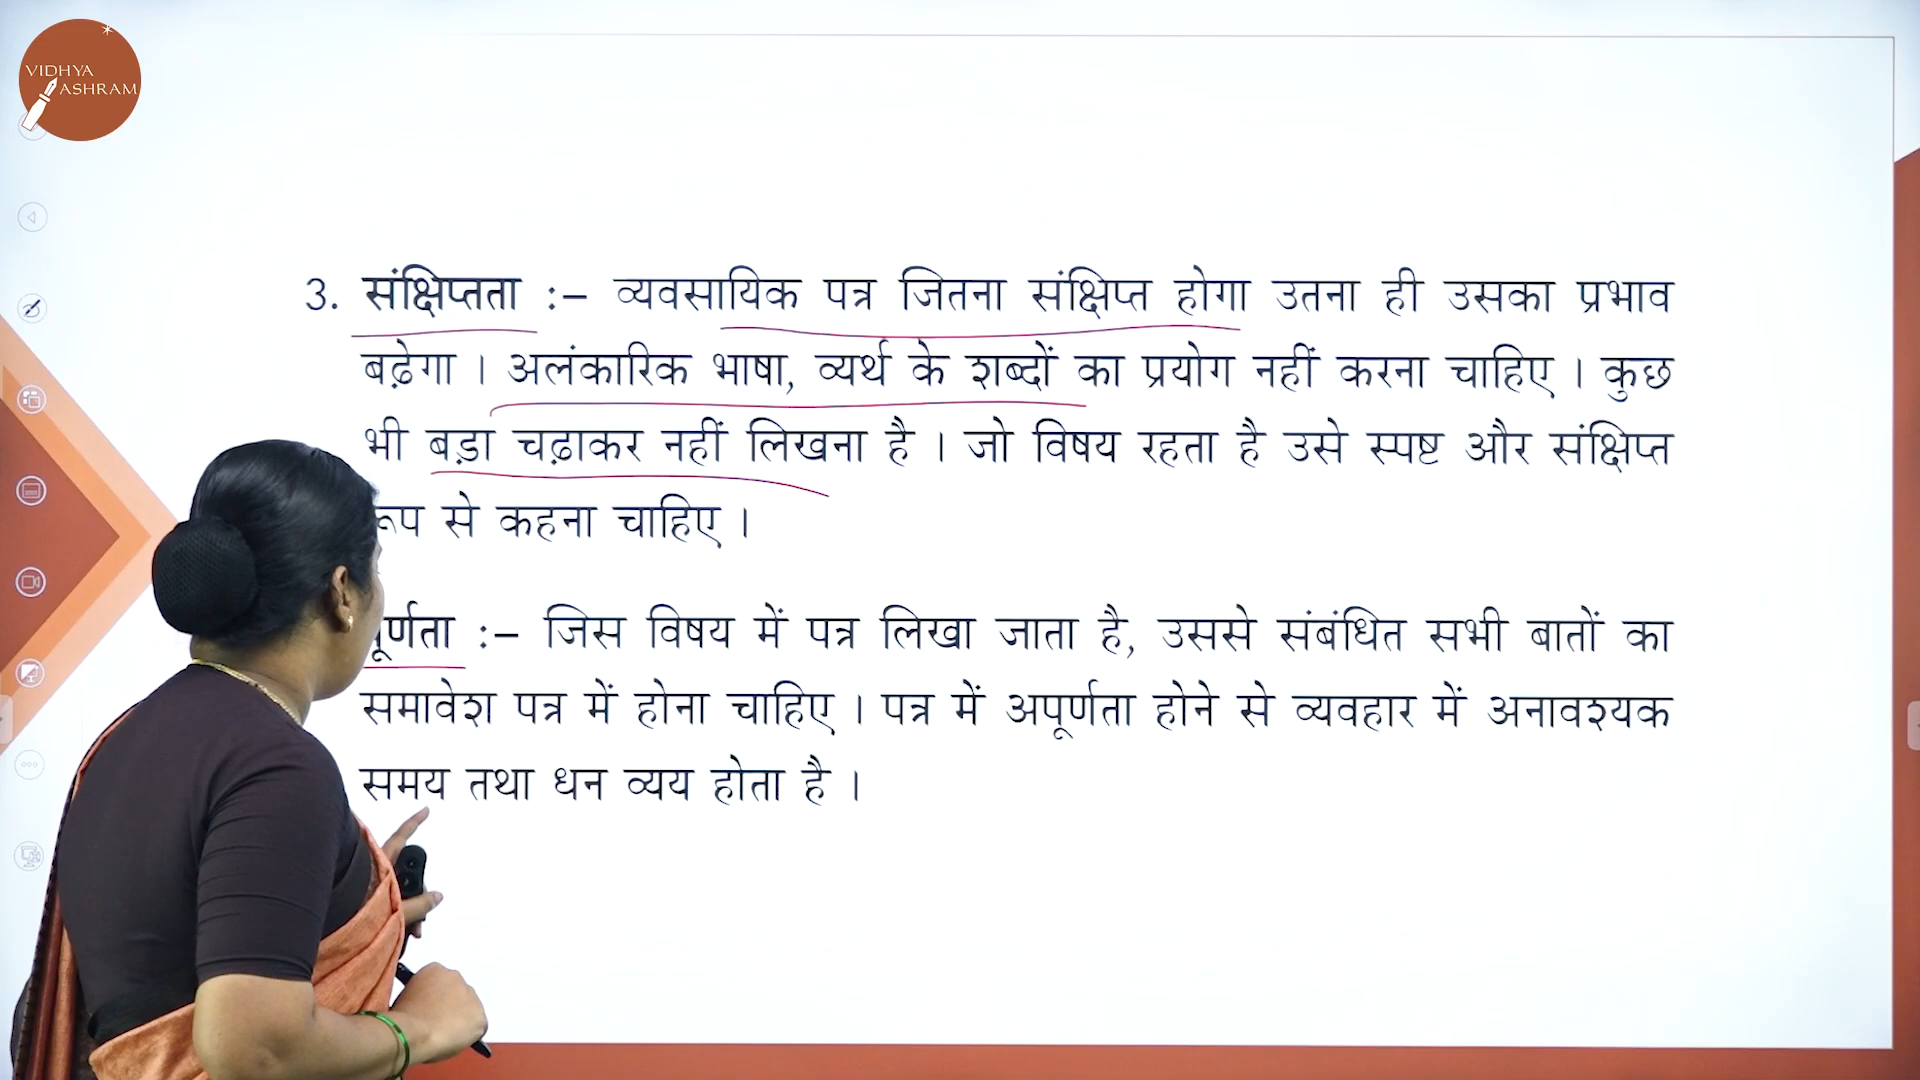 VIDHYA
ASHRAM
3. संक्षिप्तता :– व्यवसायिक पत्र जितना संक्षिप्त होगा उतना ही उसका प्रभाव
बढ़ेगा । अलंकारिक भाषा, व्यर्थ के शब्दों का प्रयोग नहीं करना चाहिए । कुछ
भी बड़ा चढ़ाकर नहीं लिखना है । जो विषय रहता है उसे स्पष्ट और संक्षिप्त
रूप से कहना चाहिए ।
पूर्णता :– जिस विषय में पत्र लिखा जाता है, उससे संबंधित सभी बातों का
समावेश पत्र में होना चाहिए । पत्र में अपूर्णता होने से व्यवहार में अनावश्यक
समय तथा धन व्यय होता है ।